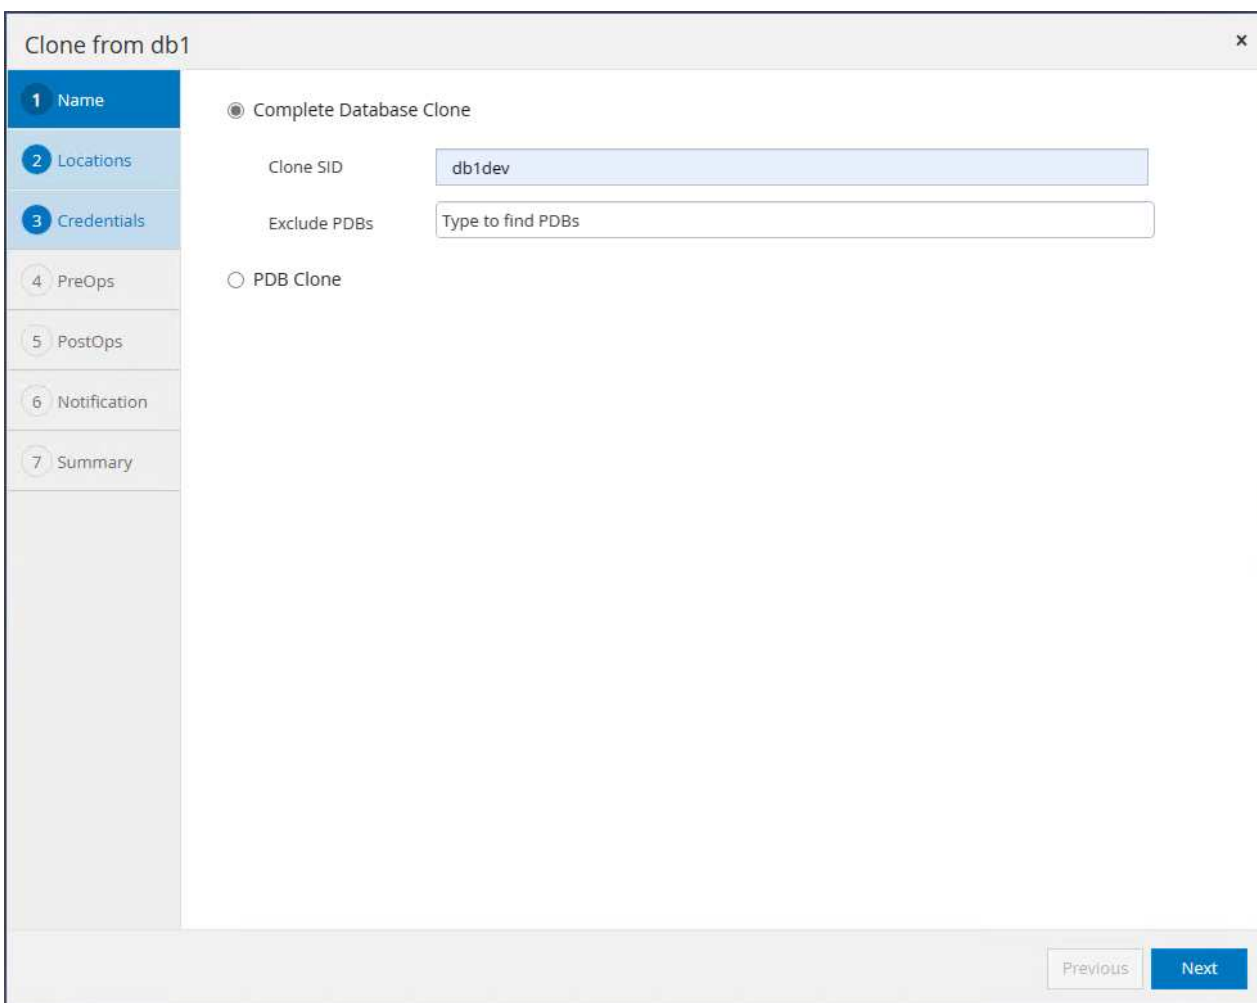 Clone from db1
×
1 Name
2 Locations
3 Credentials
4 PreOps
5 PostOps
6 Notification
7 Summary
Complete Database Clone
Clone SID db1dev
Exclude PDBs Type to find PDBs
PDB Clone
Previous Next